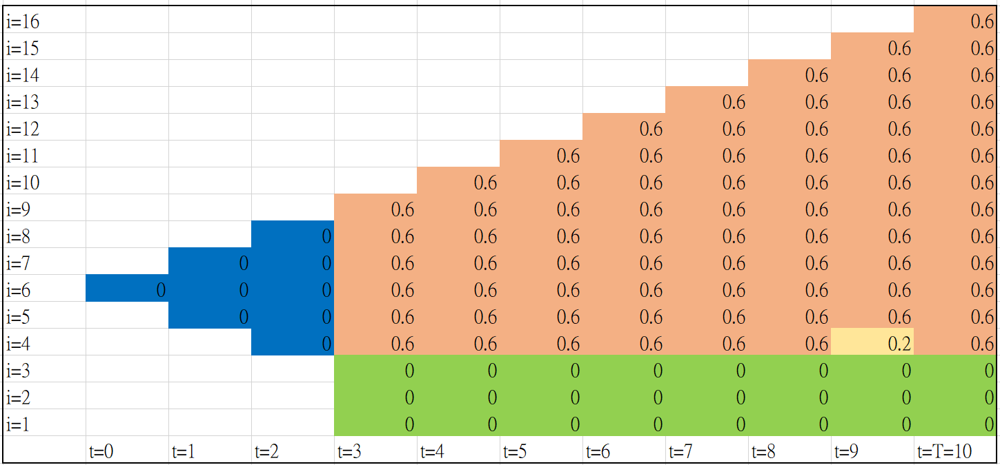 i=16 0.6
i=15 0.6 0.6
i=14 0.6 0.6 0.6
i=13 0.6 0.6 0.6 0.6
i=12 0.6 0.6 0.6 0.6 0.6
i=11 0.6 0.6 0.6 0.6 0.6 0.6
i=10 0.6 0.6 0.6 0.6 0.6 0.6 0.6
i=9 0.6 0.6 0.6 0.6 0.6 0.6 0.6 0.6
i=8 0 0.6 0.6 0.6 0.6 0.6 0.6 0.6 0.6
i=7 0 0 0.6 0.6 0.6 0.6 0.6 0.6 0.6 0.6
i=6 0 0 0 0.6 0.6 0.6 0.6 0.6 0.6 0.6 0.6
i=5 0 0 0.6 0.6 0.6 0.6 0.6 0.6 0.6 0.6
i=4 0 0.6 0.6 0.6 0.6 0.6 0.6 0.2 0.6
i=3 0 0 0 0 0 0 0 0
i=2 0 0 0 0 0 0 0 0
i=1 0 0 0 0 0 0 0 0
t=0 t=1 t=2 t=3 t=4 t=5 t=6 t=7 t=8 t=9 t=T=10